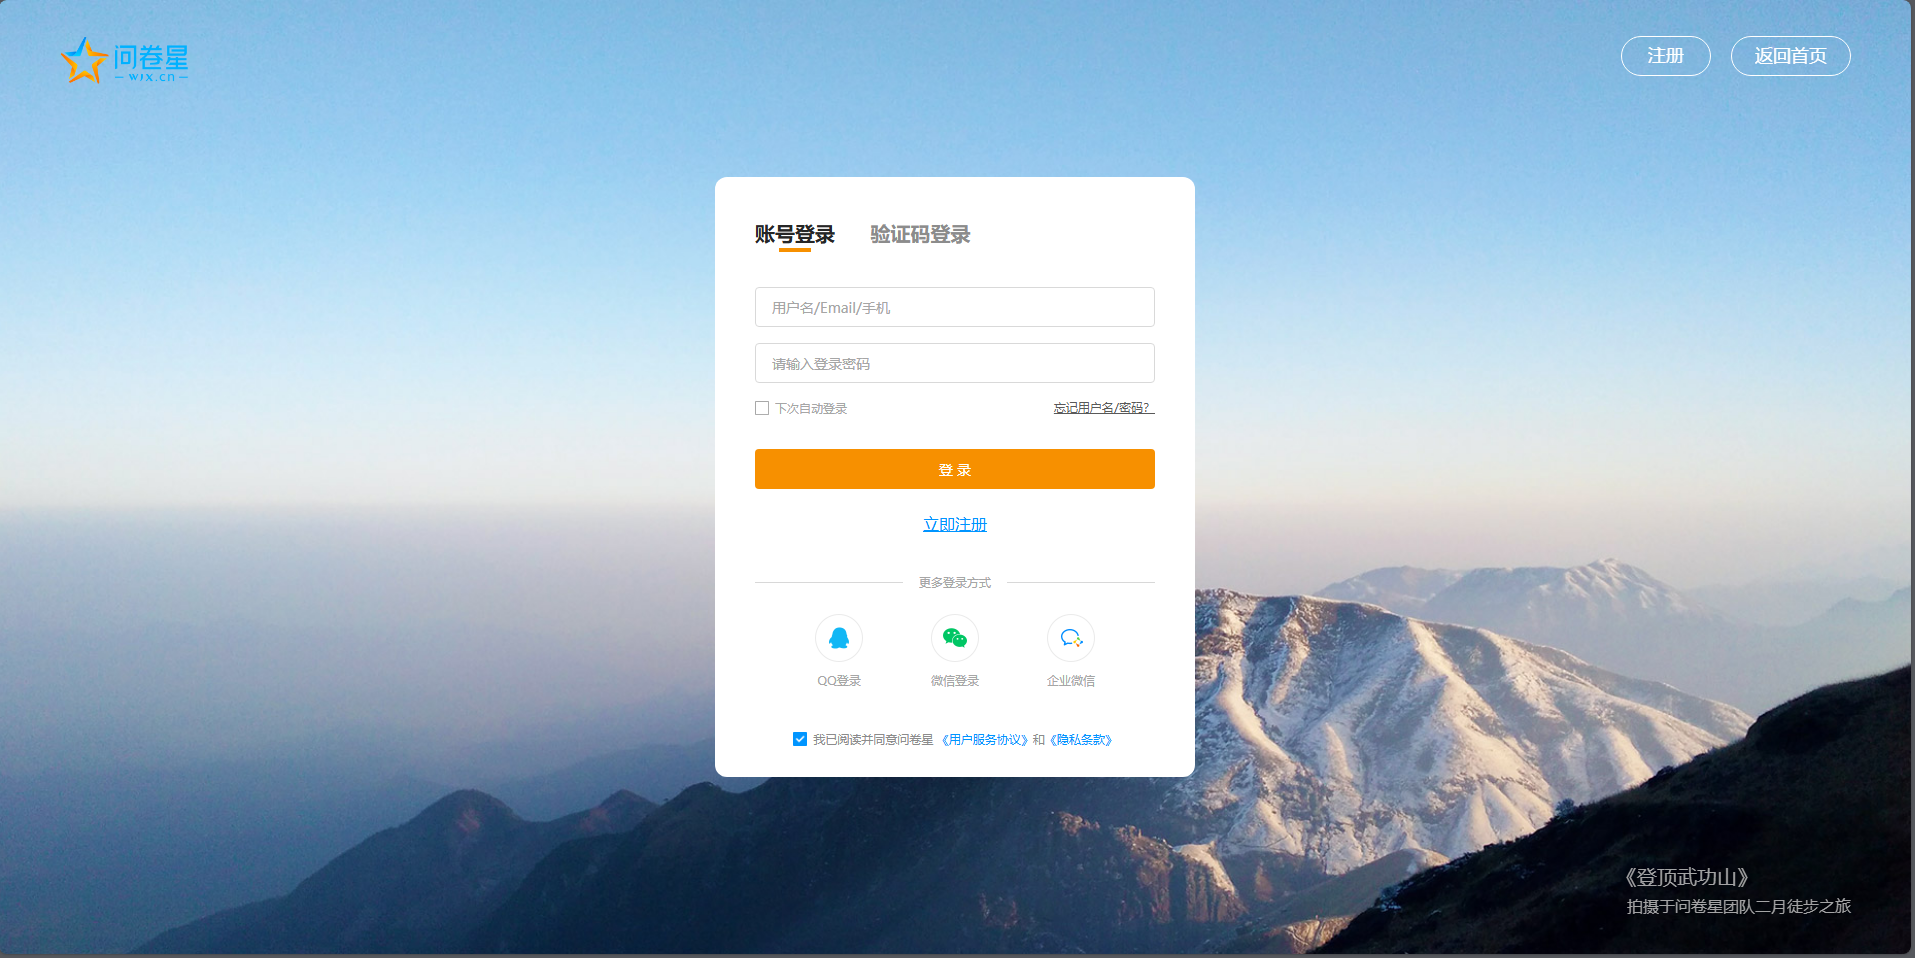 问卷星
wjx.cn
注册
返回首页
账号登录 验证码登录
用户名/Email/手机
请输入登录密码
下次自动登录 忘记用户名/密码?
登 录
立即注册
更多登录方式
QQ登录 微信登录 企业微信
我已阅读并同意问卷星《用户服务协议》和《隐私条款》
《登顶武功山》
拍摄于问卷星团队二月徒步之旅